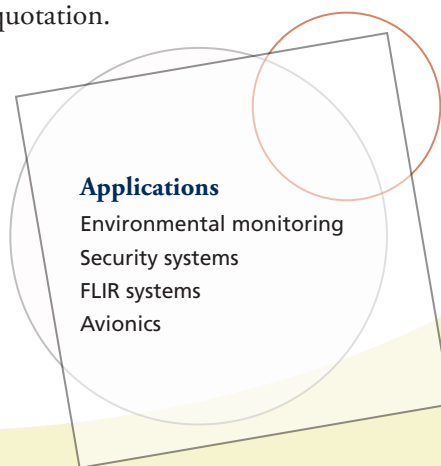 quotation.
Applications
Environmental monitoring
Security systems
FLIR systems
Avionics